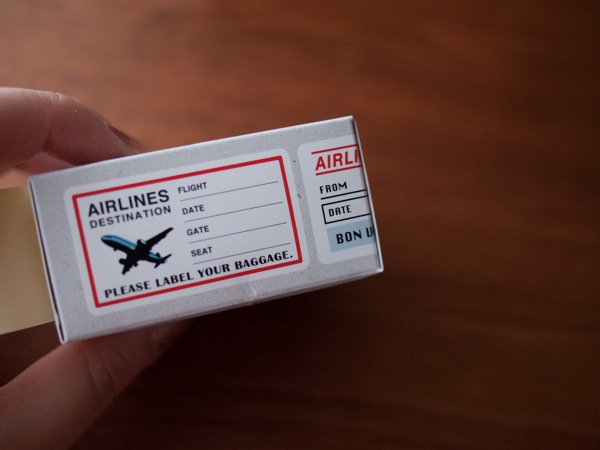 AIRLINES
DESTINATION
FLIGHT
DATE
GATE
SEAT
PLEASE LABEL YOUR BAGGAGE.
AIRLI
FROM
DATE
BON